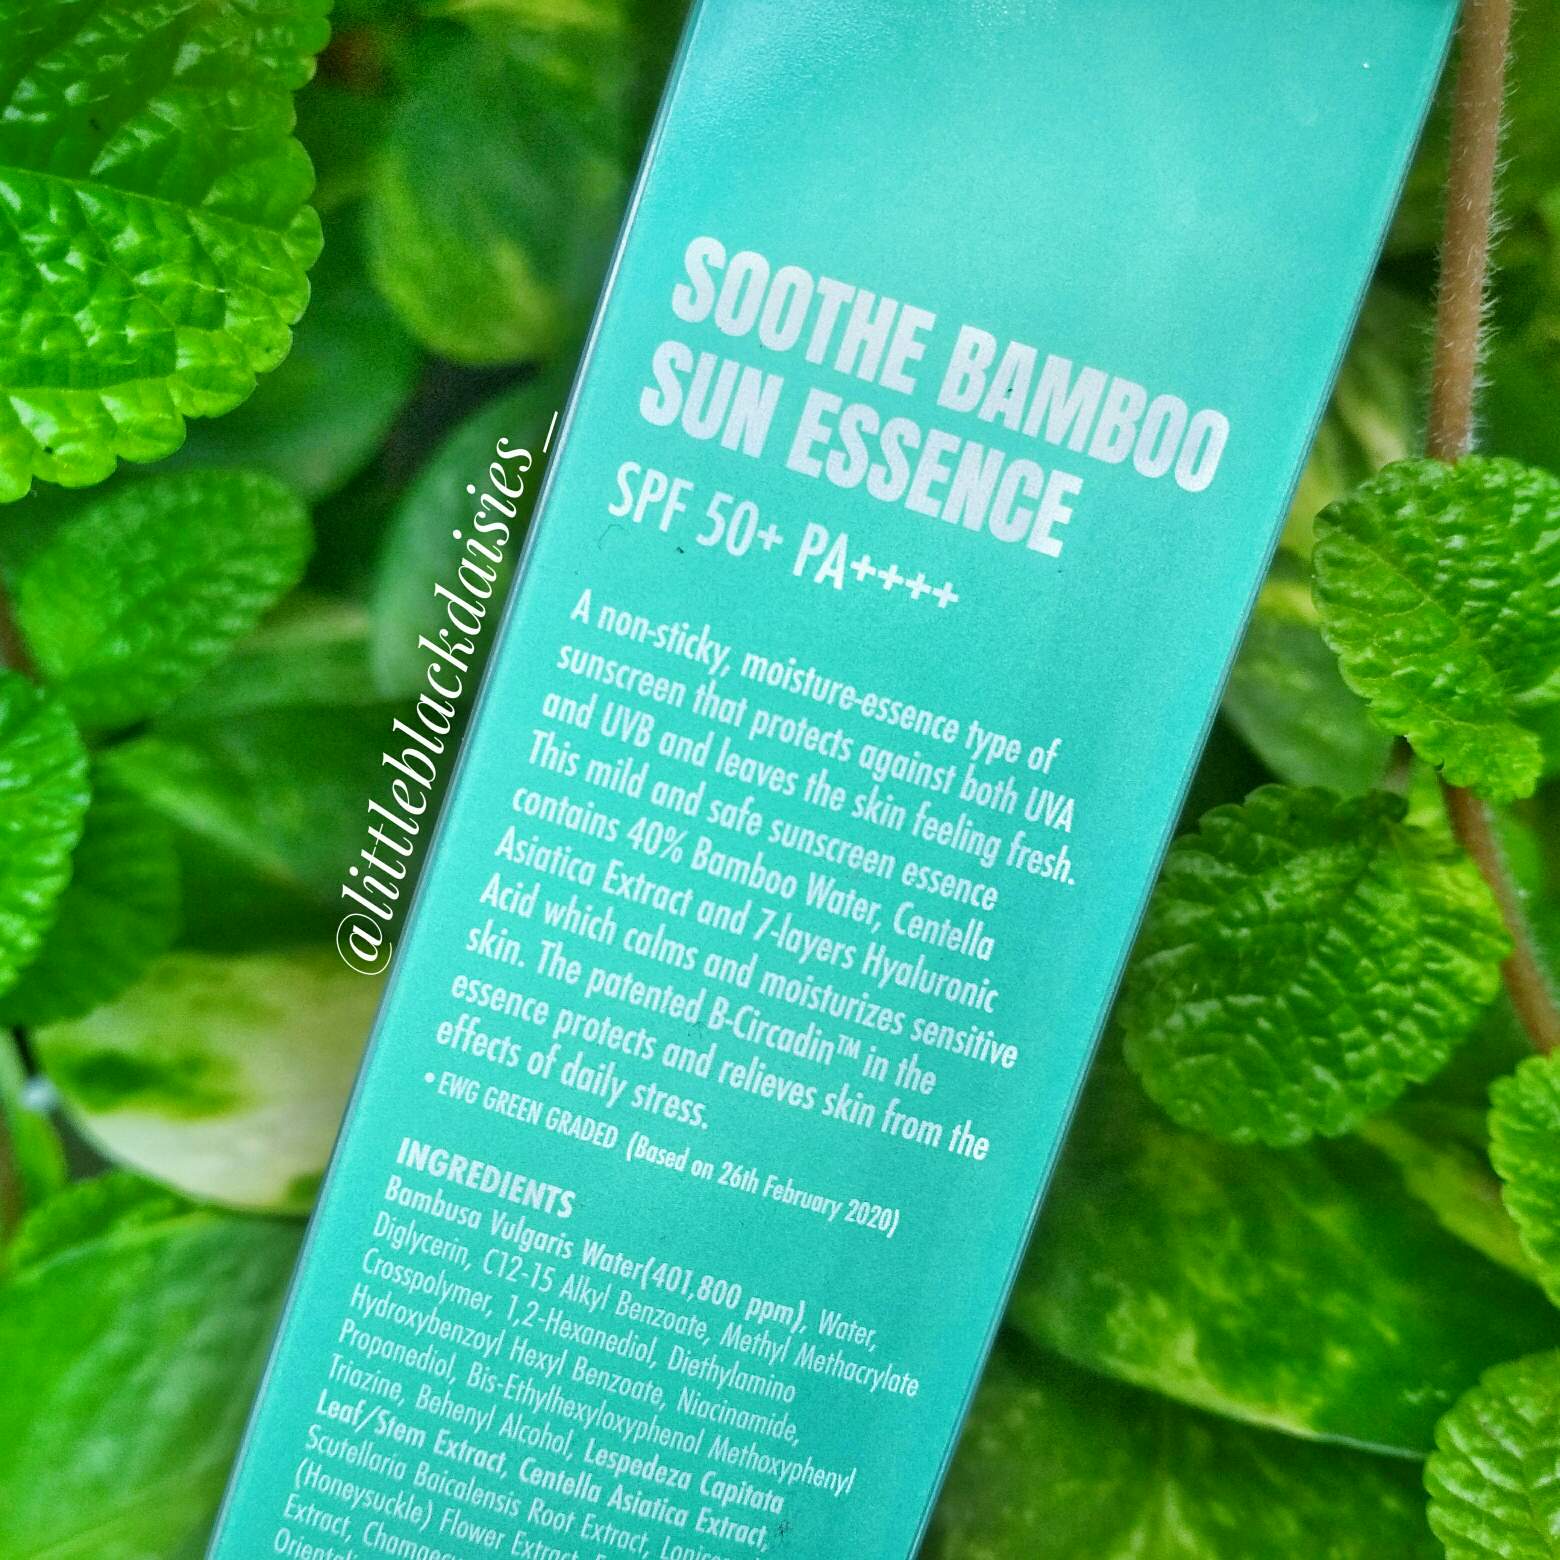 SOOTHE BAMBOO
SUN ESSENCE
SPF 50+ PA++++
A non-sticky, moisture-essence type of
sunscreen that protects against both UVA
and UVB and leaves the skin feeling fresh.
This mild and safe sunscreen essence
contains 40% Bamboo Water, Centella
Asiatica Extract and 7-layers Hyaluronic
Acid which calms and moisturizes sensitive
skin. The patented B-Circadin™ in the
essence protects and relieves skin from the
effects of daily stress.
• EWG GREEN GRADED (Based on 26th February 2020)
INGREDIENTS
Bambusa Vulgaris Water(401,800 ppm), Water,
Diglycerin, C12-15 Alkyl Benzoate, Methyl Methacrylate
Crosspolymer, 1,2-Hexanediol, Diethylamino
Hydroxybenzoyl Hexyl Benzoate, Niacinamide,
Propanediol, Bis-Ethylhexyloxyphenol Methoxyphenyl
Triazine, Behenyl Alcohol, Lespedeza Capitata
Leaf/Stem Extract, Centella Asiatica Extract,
Scutellaria Baicalensis Root Extract,
(Honeysuckle) Flower Extract,
Extract,
@littleblackdaisies_